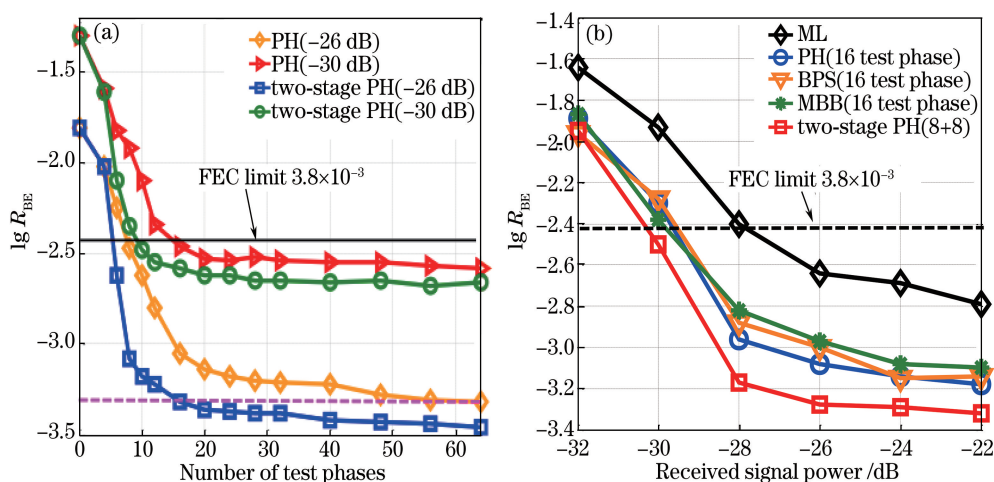 (a)
PH(−26 dB)
PH(−30 dB)
two-stage PH(−26 dB)
two-stage PH(−30 dB)
FEC limit 3.8×10⁻³
lg R_BE
−1.5
−2.0
−2.5
−3.0
−3.5
0 10 20 30 40 50 60
Number of test phases
(b)
ML
PH(16 test phase)
BPS(16 test phase)
MBB(16 test phase)
two-stage PH(8+8)
FEC limit 3.8×10⁻³
lg R_BE
−1.4
−1.6
−1.8
−2.0
−2.2
−2.4
−2.6
−2.8
−3.0
−3.2
−3.4
−32 −30 −28 −26 −24 −22
Received signal power /dB